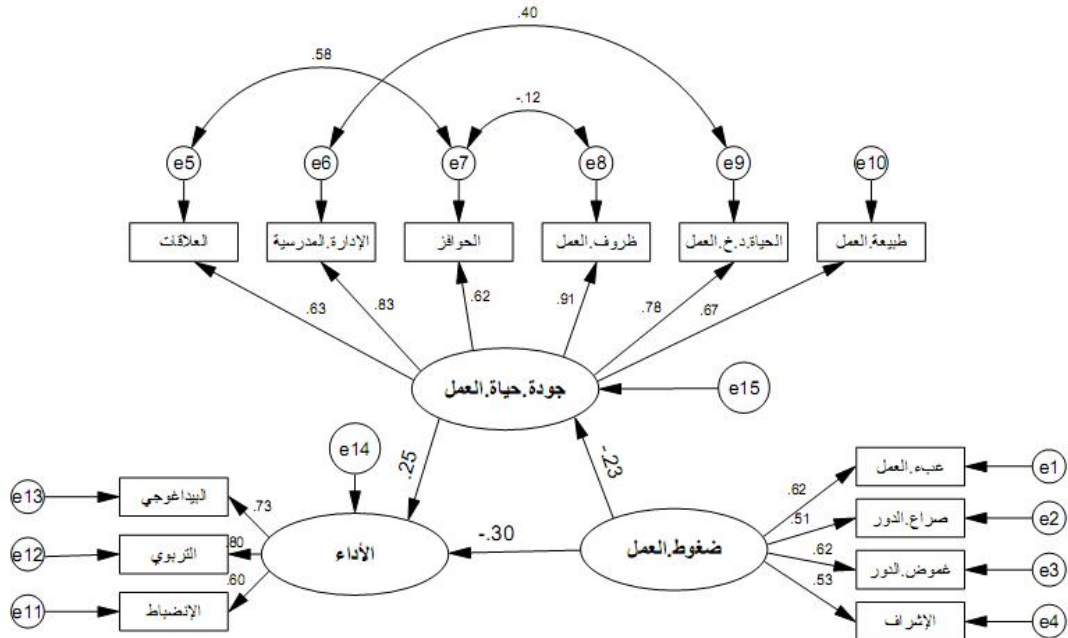 .40
.58
-.12
e5
e6
e7
e8
e9
e10
العلاقات
الإدارة.المدرسية
الحوافز
ظروف.العمل
الحياة.د.خ.العمل
طبيعة.العمل
.63
.83
.62
.91
.78
.67
جودة.حياة.العمل
e15
e14
.25
-.23
e13
البيداغوجي
.73
e12
التربوي
.80
e11
الإنضباط
.60
الأداء
-.30
ضغوط.العمل
.62
عبء.العمل
e1
.51
صراع.الدور
e2
.62
غموض.الدور
e3
.53
الإشراف
e4